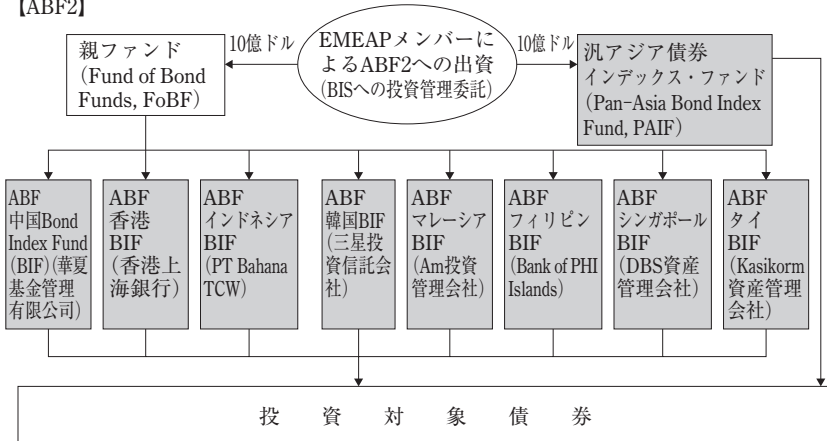 【ABF2】
親ファンド
(Fund of Bond
Funds, FoBF)
10億ドル
EMEAPメンバーに
よるABF2への出資
(BISへの投資管理委託)
10億ドル
汎アジア債券
インデックス・ファンド
(Pan-Asia Bond Index
Fund, PAIF)
ABF
中国Bond
Index Fund
(BIF)(華夏
基金管理
有限公司)
ABF
香港
BIF
(香港上
海銀行)
ABF
インドネシア
BIF
(PT Bahana
TCW)
ABF
韓国BIF
(三星投
資信託会
社)
ABF
マレーシア
BIF
(Am投資
管理会社)
ABF
フィリピン
BIF
(Bank of PHI
Islands)
ABF
シンガポール
BIF
(DBS資産
管理会社)
ABF
タイ
BIF
(Kasikorm
資産管理
会社)
投資対象債券